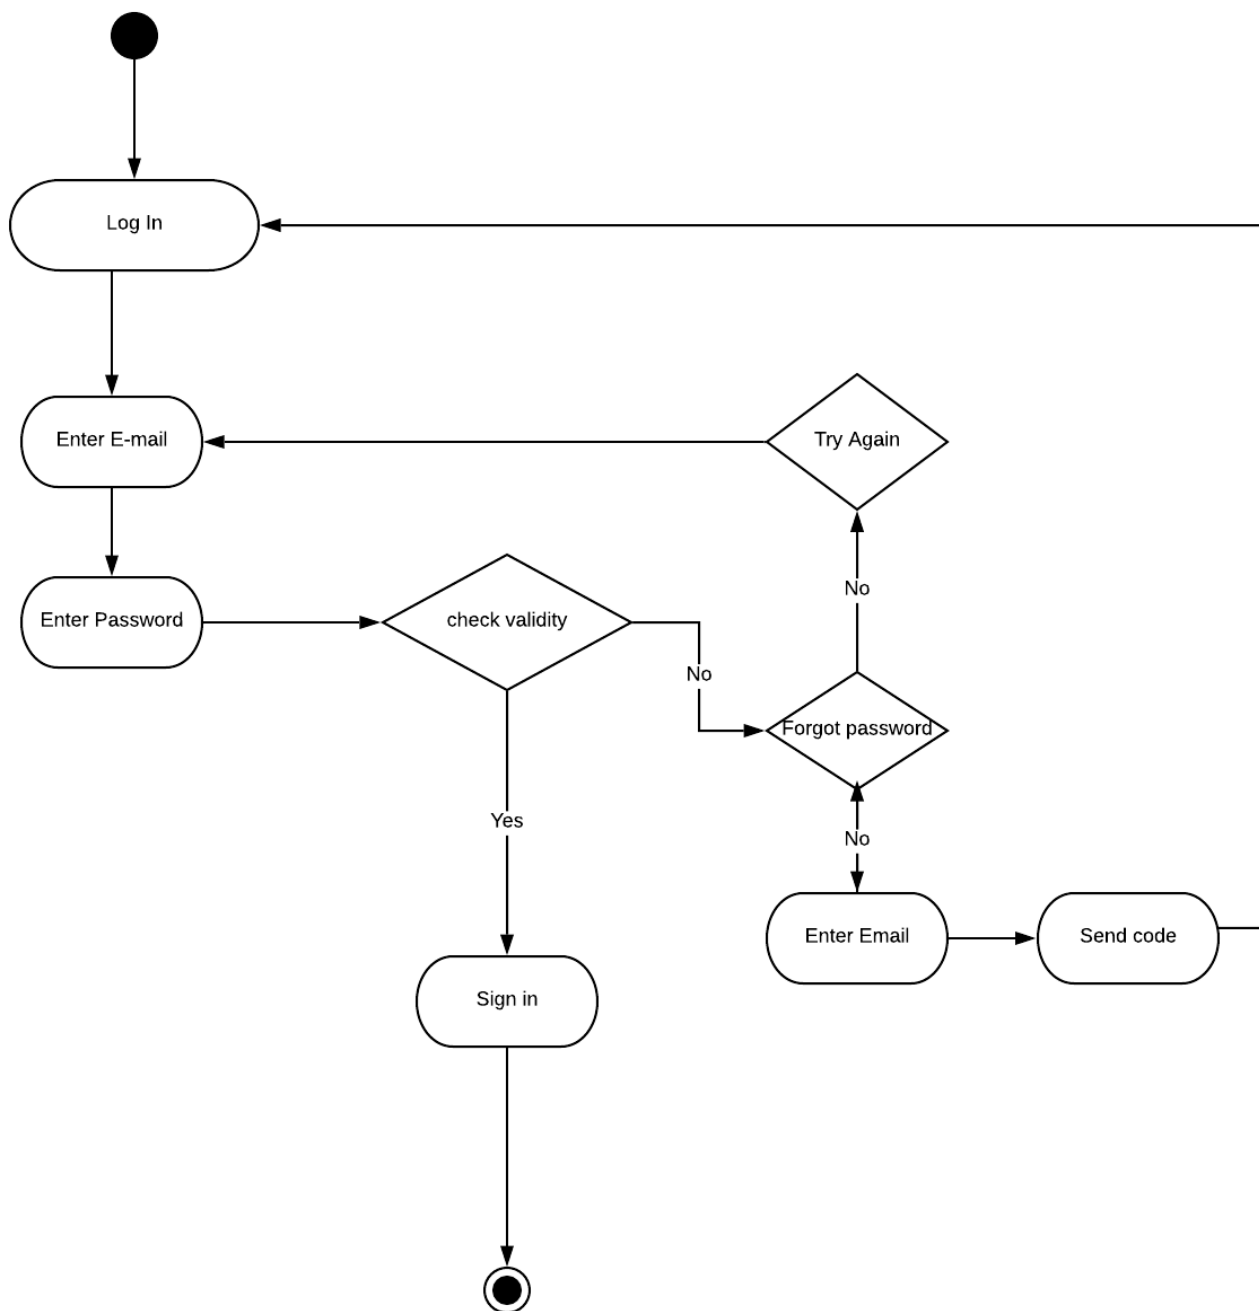 Log In
Enter E-mail
Try Again
No
Enter Password
check validity
No
Forgot password
Yes
No
Enter Email
Send code
Sign in